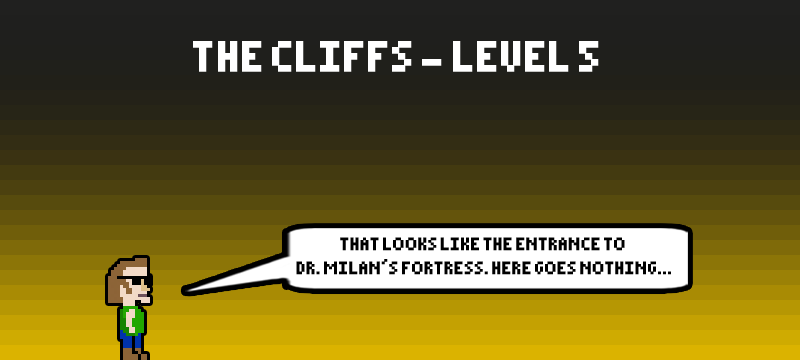 THE CLIFFS - LEVEL 5
THAT LOOKS LIKE THE ENTRANCE TO
DR. MILAN'S FORTRESS. HERE GOES NOTHING...